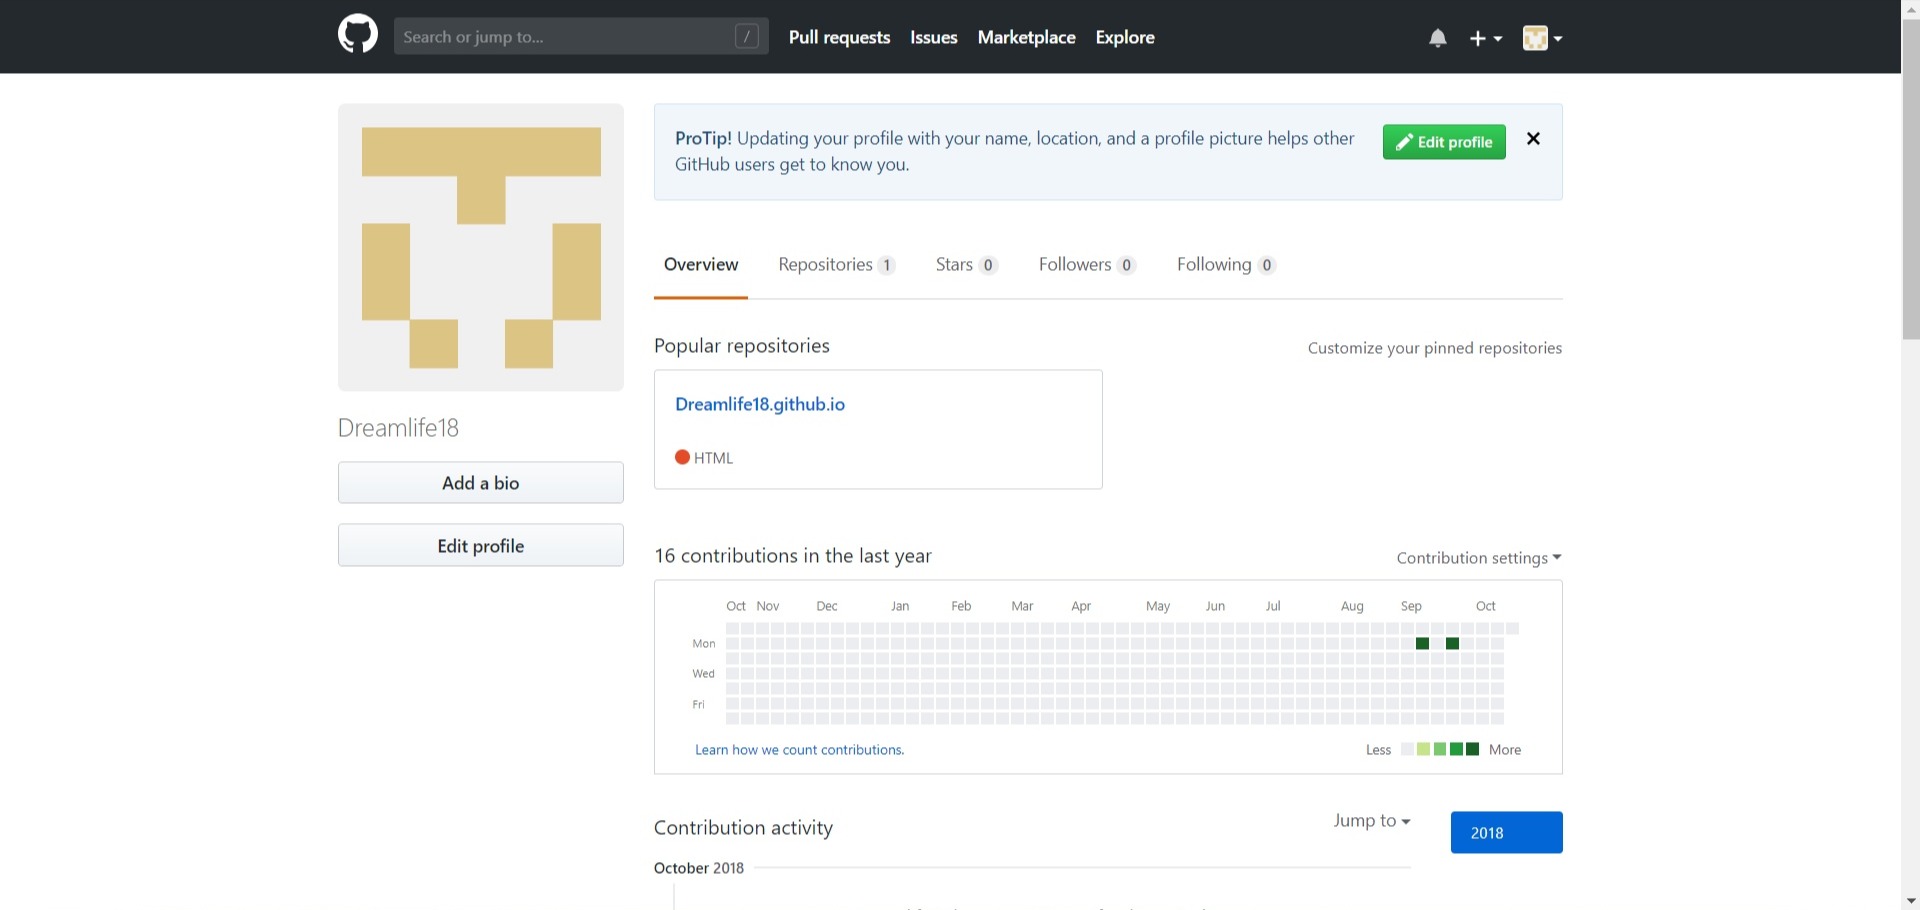 Search or jump to... /
Pull requests Issues Marketplace Explore
ProTip! Updating your profile with your name, location, and a profile picture helps other
GitHub users get to know you.
Edit profile
Overview Repositories 1 Stars 0 Followers 0 Following 0
Popular repositories
Customize your pinned repositories
Dreamlife18.github.io
HTML
Dreamlife18
Add a bio
Edit profile
16 contributions in the last year
Contribution settings
Oct Nov Dec Jan Feb Mar Apr May Jun Jul Aug Sep Oct
Mon
Wed
Fri
Learn how we count contributions.
Less More
Contribution activity
Jump to
2018
October 2018